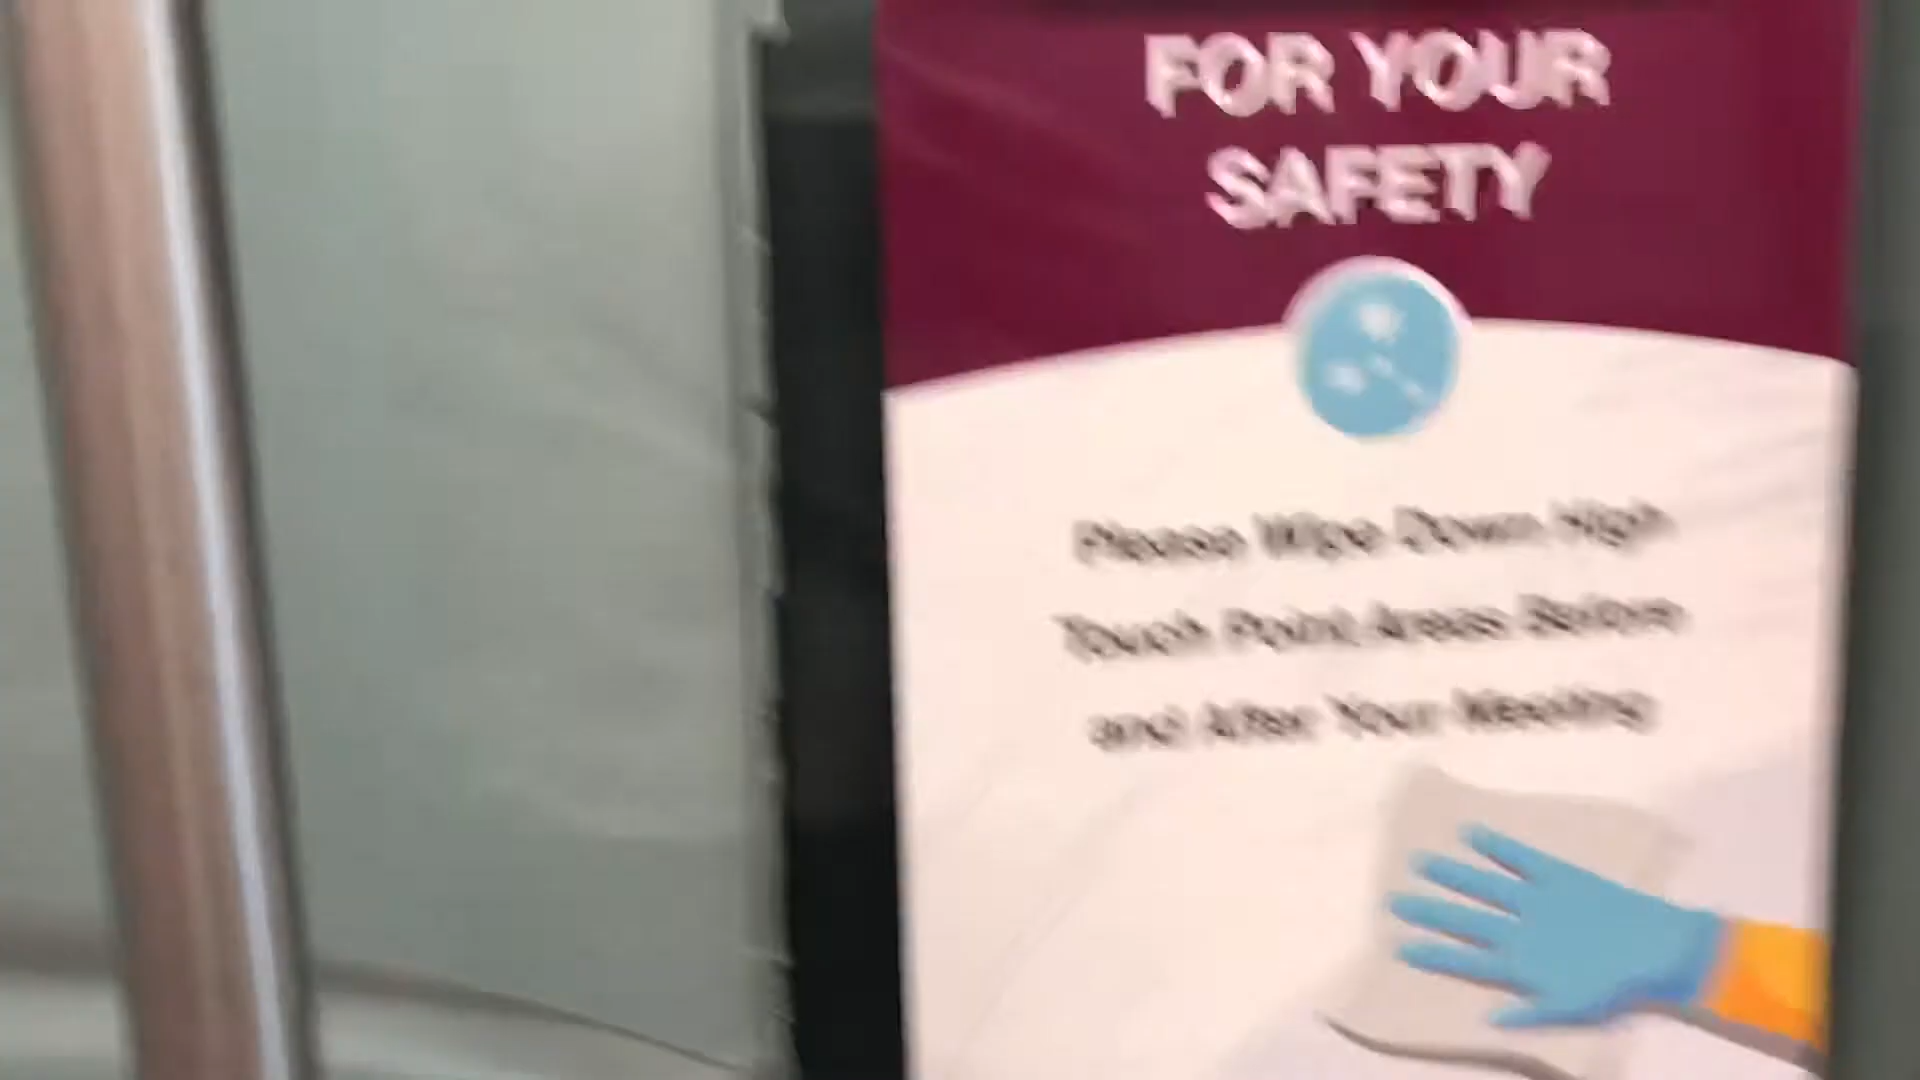 FOR YOUR
SAFETY
Please Wipe Down High
Touch Point Areas Before
and After Your Meeting